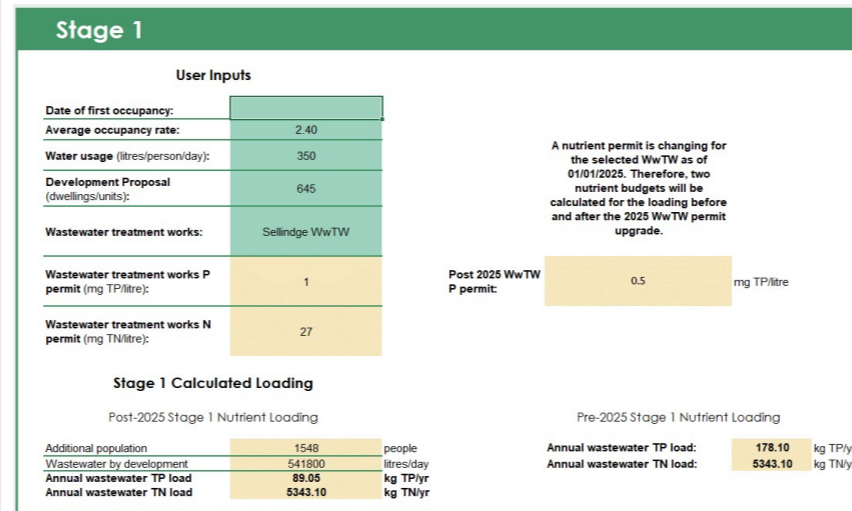 Stage 1
User Inputs
Date of first occupancy:
Average occupancy rate: 2.40
Water usage (litres/person/day): 350
Development Proposal
(dwellings/units): 645
Wastewater treatment works: Sellindge WwTW
Wastewater treatment works P
permit (mg TP/litre): 1
Wastewater treatment works N
permit (mg TN/litre): 27
A nutrient permit is changing for
the selected WwTW as of
01/01/2025. Therefore, two
nutrient budgets will be
calculated for the loading before
and after the 2025 WwTW permit
upgrade.
Post 2025 WwTW
P permit: 0.5 mg TP/litre
Stage 1 Calculated Loading
Post-2025 Stage 1 Nutrient Loading
Additional population 1548 people
Wastewater by development 541800 litres/day
Annual wastewater TP load 89.05 kg TP/yr
Annual wastewater TN load 5343.10 kg TN/yr
Pre-2025 Stage 1 Nutrient Loading
Annual wastewater TP load: 178.10 kg TP/y
Annual wastewater TN load: 5343.10 kg TN/y